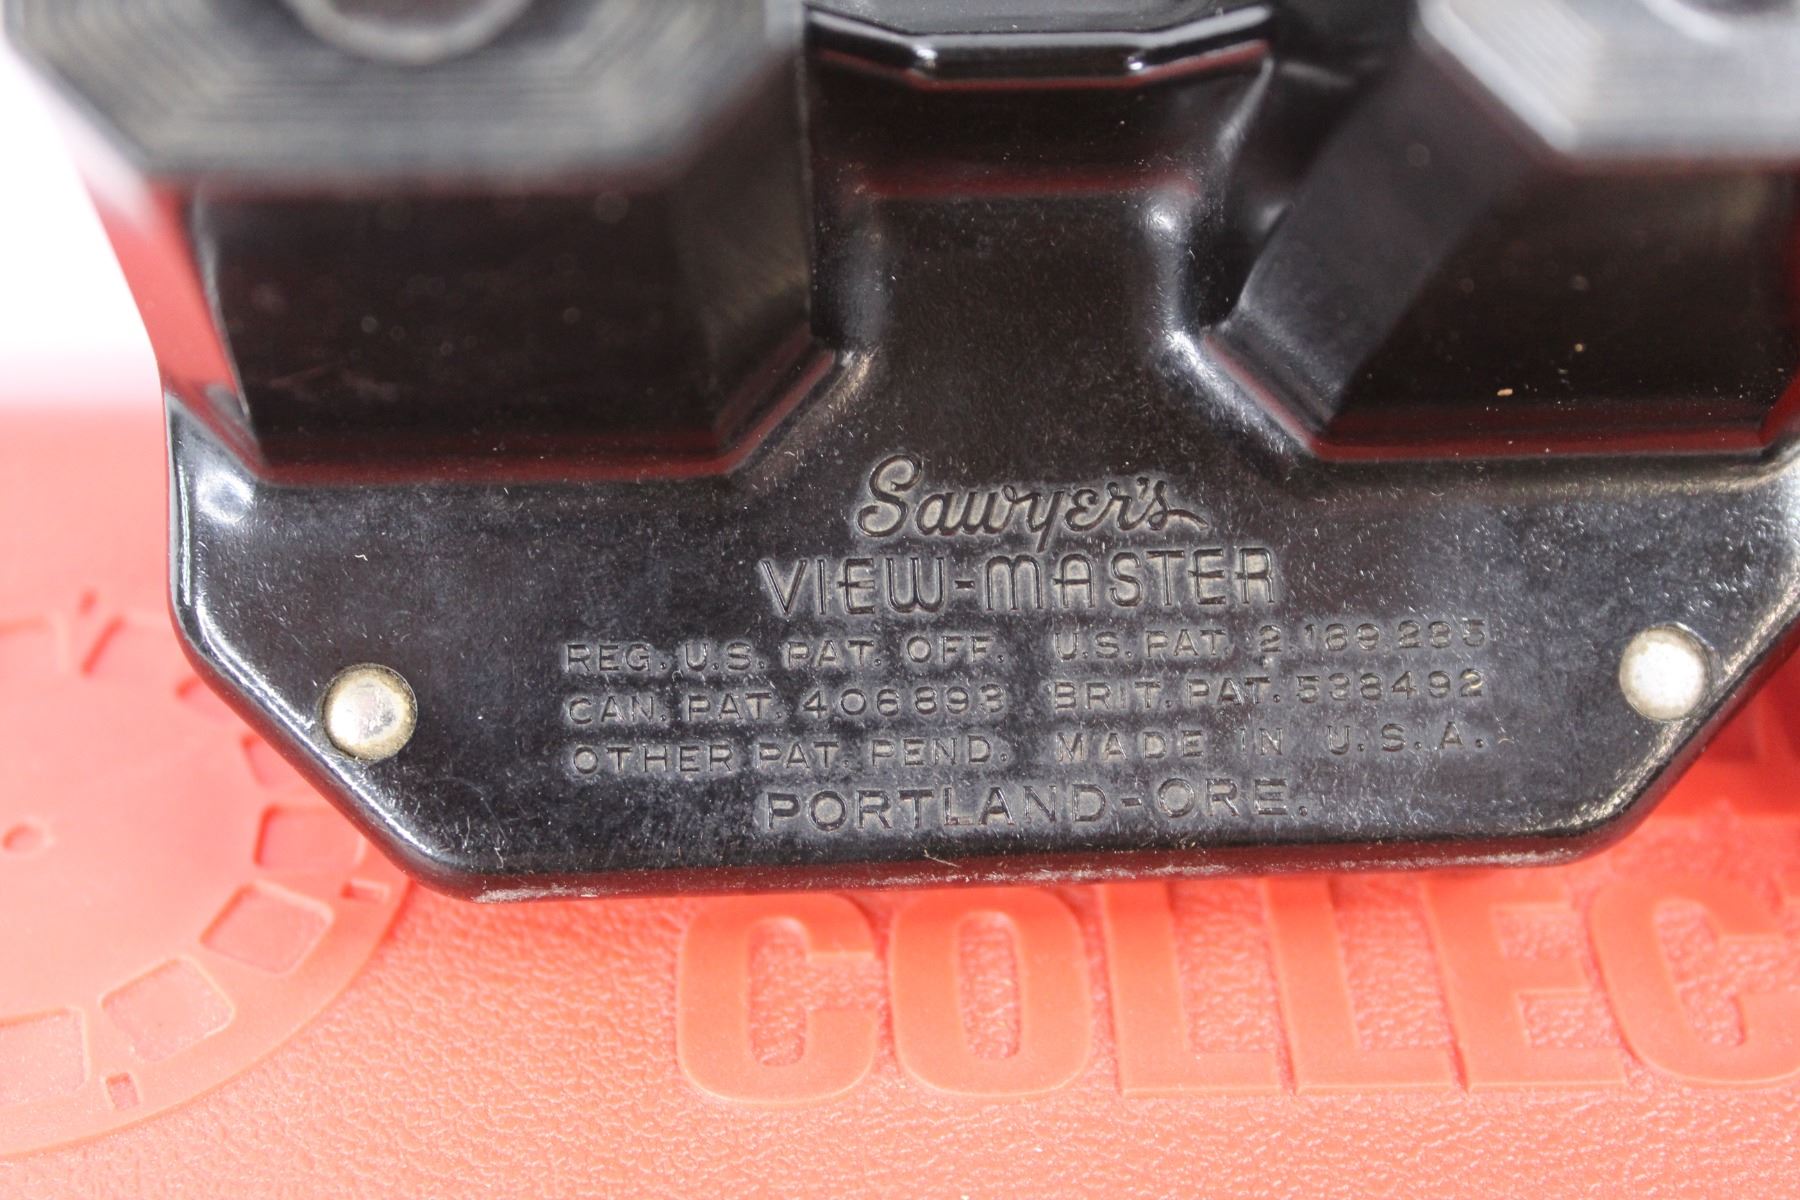 Sawyer's
VIEW-MASTER
REG. U.S. PAT. OFF. U.S. PAT. 2.189.285
CAN. PAT. 406893 BRIT. PAT. 538492
OTHER PAT. PEND. MADE IN U.S.A.
PORTLAND-ORE.
COLLEC